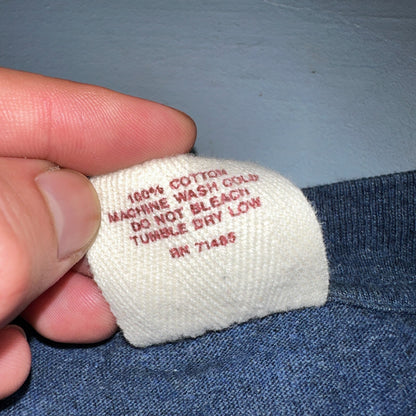 100% COTTON
MACHINE WASH COLD
DO NOT BLEACH
TUMBLE DRY LOW
RN 71485